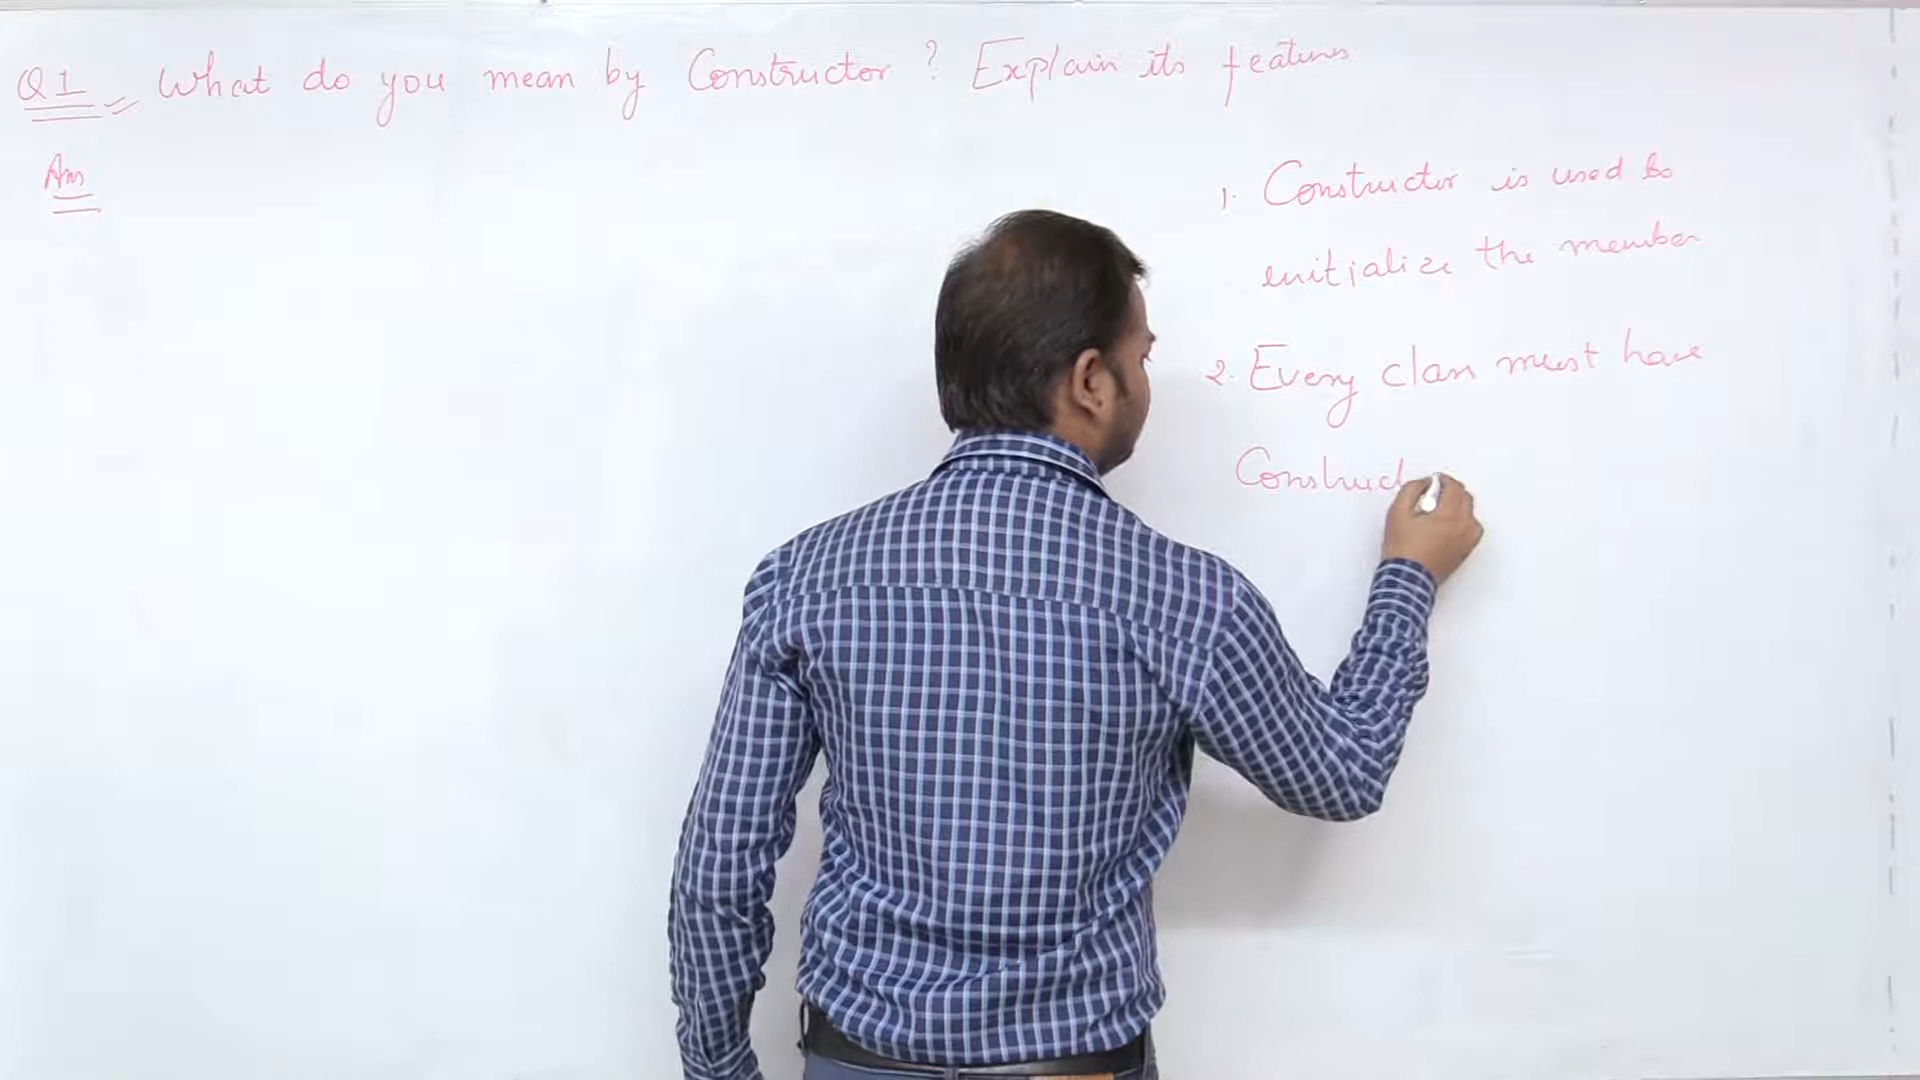 Q1 What do you mean by Constructor ? Explain its features
Ans
1. Constructor is used to
initialize the member
2. Every class must have
Construct